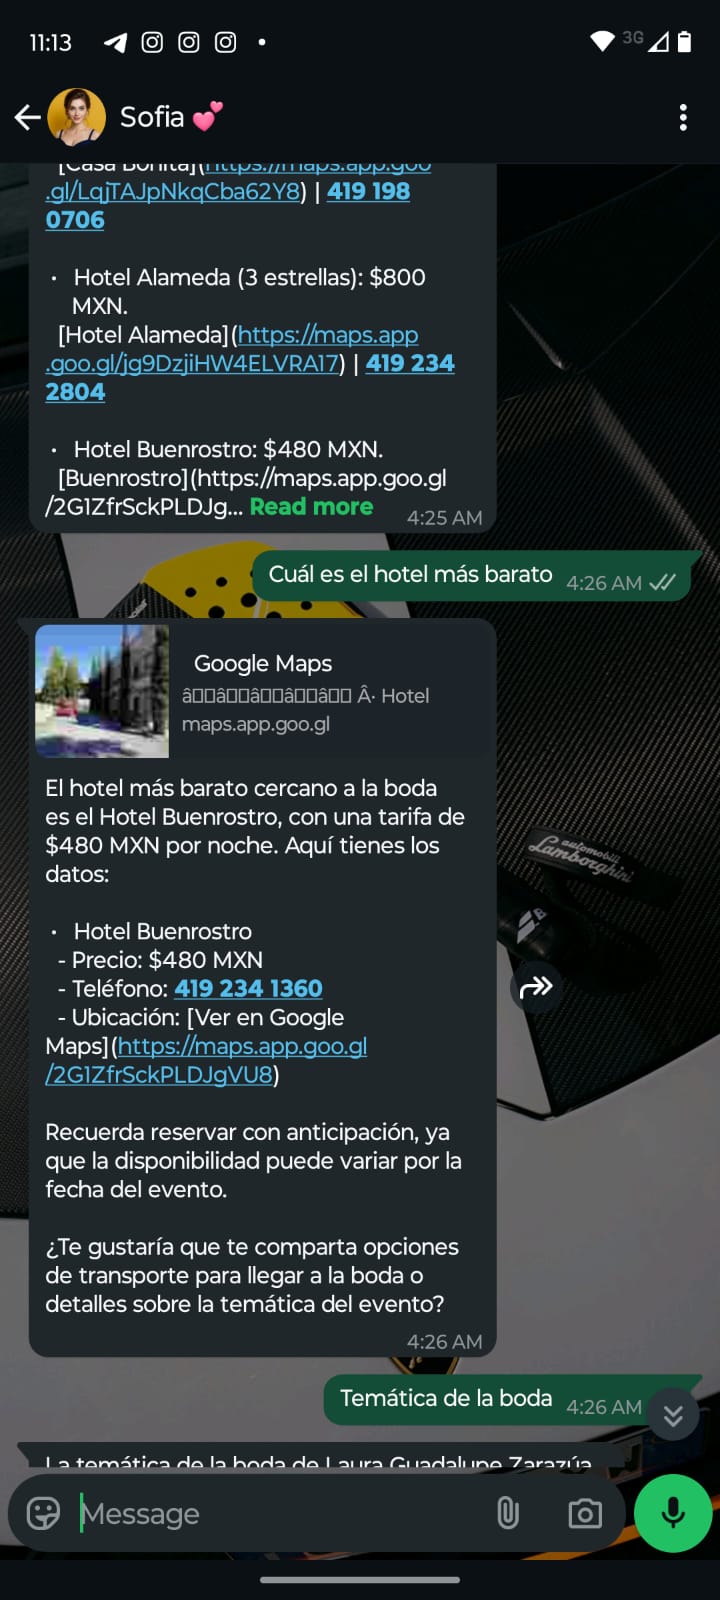 11:13
3G
Sofia 💕
[Casa Bonita](https://maps.app.goo
.gl/LqjTAJpNkqCba62Y8) | 419 198
0706
• Hotel Alameda (3 estrellas): $800
MXN.
[Hotel Alameda](https://maps.app
.goo.gl/jg9DzjiHW4ELVRA17) | 419 234
2804
• Hotel Buenrostro: $480 MXN.
[Buenrostro](https://maps.app.goo.gl
/2G1ZfrSckPLDJg... Read more
4:25 AM
Cuál es el hotel más barato
4:26 AM
Google Maps
â▯▯â▯▯â▯▯â▯▯â▯▯ Â· Hotel
maps.app.goo.gl
El hotel más barato cercano a la boda
es el Hotel Buenrostro, con una tarifa de
$480 MXN por noche. Aquí tienes los
datos:
• Hotel Buenrostro
- Precio: $480 MXN
- Teléfono: 419 234 1360
- Ubicación: [Ver en Google
Maps](https://maps.app.goo.gl
/2G1ZfrSckPLDJgVU8)
Recuerda reservar con anticipación, ya
que la disponibilidad puede variar por la
fecha del evento.
¿Te gustaría que te comparta opciones
de transporte para llegar a la boda o
detalles sobre la temática del evento?
4:26 AM
Temática de la boda
4:26 AM
La temática de la boda de Laura Guadalupe Zarazúa
Message
automobili
Lamborghini